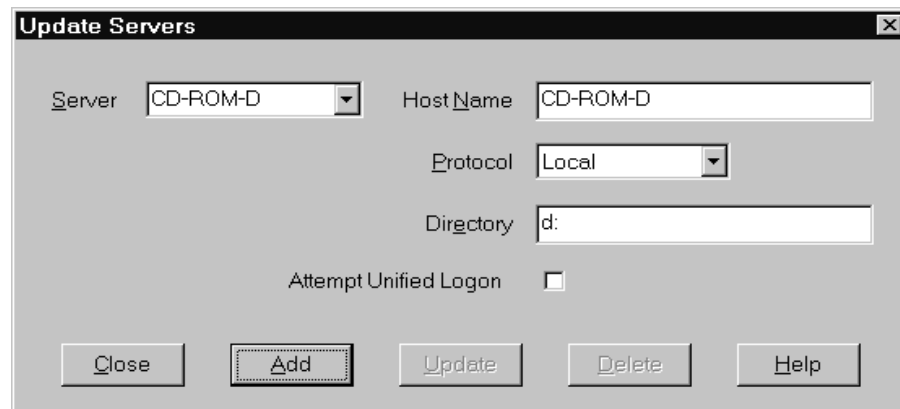 Update Servers
Server CD-ROM-D Host Name CD-ROM-D
Protocol Local
Directory d:
Attempt Unified Logon
Close Add Update Delete Help